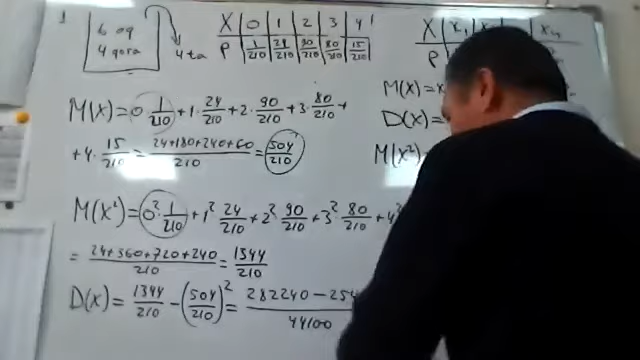 1
6 oq
4 qora
4 ta
X 0 1 2 3 4
P 1/210 24/210 90/210 80/210 15/210
M(X)=0·1/210+1·24/210+2·90/210+3·80/210+
+4·15/210=24+180+240+60/210=504/210
M(X²)=0²·1/210+1²·24/210+2²·90/210+3²·80/210+4²
=24+360+720+240/210=1344/210
D(X)=1344/210-(504/210)²=282240-254/44100
X x₁
P
M(X)=x
D(X)=
M(X²)=